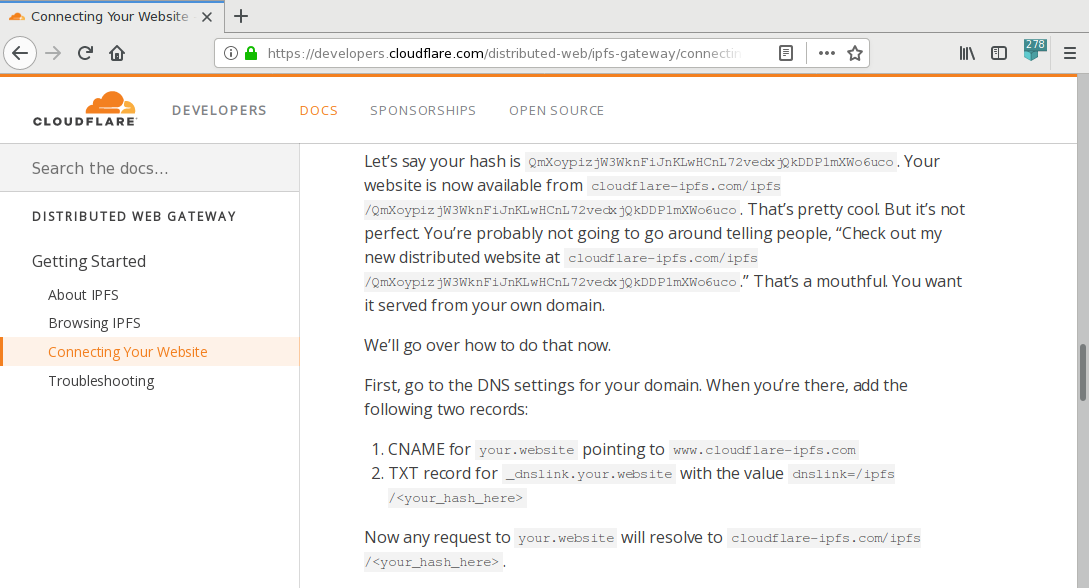 Connecting Your Website
https://developers.cloudflare.com/distributed-web/ipfs-gateway/connectin
278
CLOUDFLARE
DEVELOPERS DOCS SPONSORSHIPS OPEN SOURCE
Search the docs...
DISTRIBUTED WEB GATEWAY
Getting Started
About IPFS
Browsing IPFS
Connecting Your Website
Troubleshooting
Let’s say your hash is QmXoypizjW3WknFiJnKLwHCnL72vedxjQkDDP1mXWo6uco. Your
website is now available from cloudflare-ipfs.com/ipfs
/QmXoypizjW3WknFiJnKLwHCnL72vedxjQkDDP1mXWo6uco. That’s pretty cool. But it’s not
perfect. You’re probably not going to go around telling people, “Check out my
new distributed website at cloudflare-ipfs.com/ipfs
/QmXoypizjW3WknFiJnKLwHCnL72vedxjQkDDP1mXWo6uco.” That’s a mouthful. You want
it served from your own domain.
We’ll go over how to do that now.
First, go to the DNS settings for your domain. When you’re there, add the
following two records:
1. CNAME for your.website pointing to www.cloudflare-ipfs.com
2. TXT record for _dnslink.your.website with the value dnslink=/ipfs
/<your_hash_here>
Now any request to your.website will resolve to cloudflare-ipfs.com/ipfs
/<your_hash_here>.